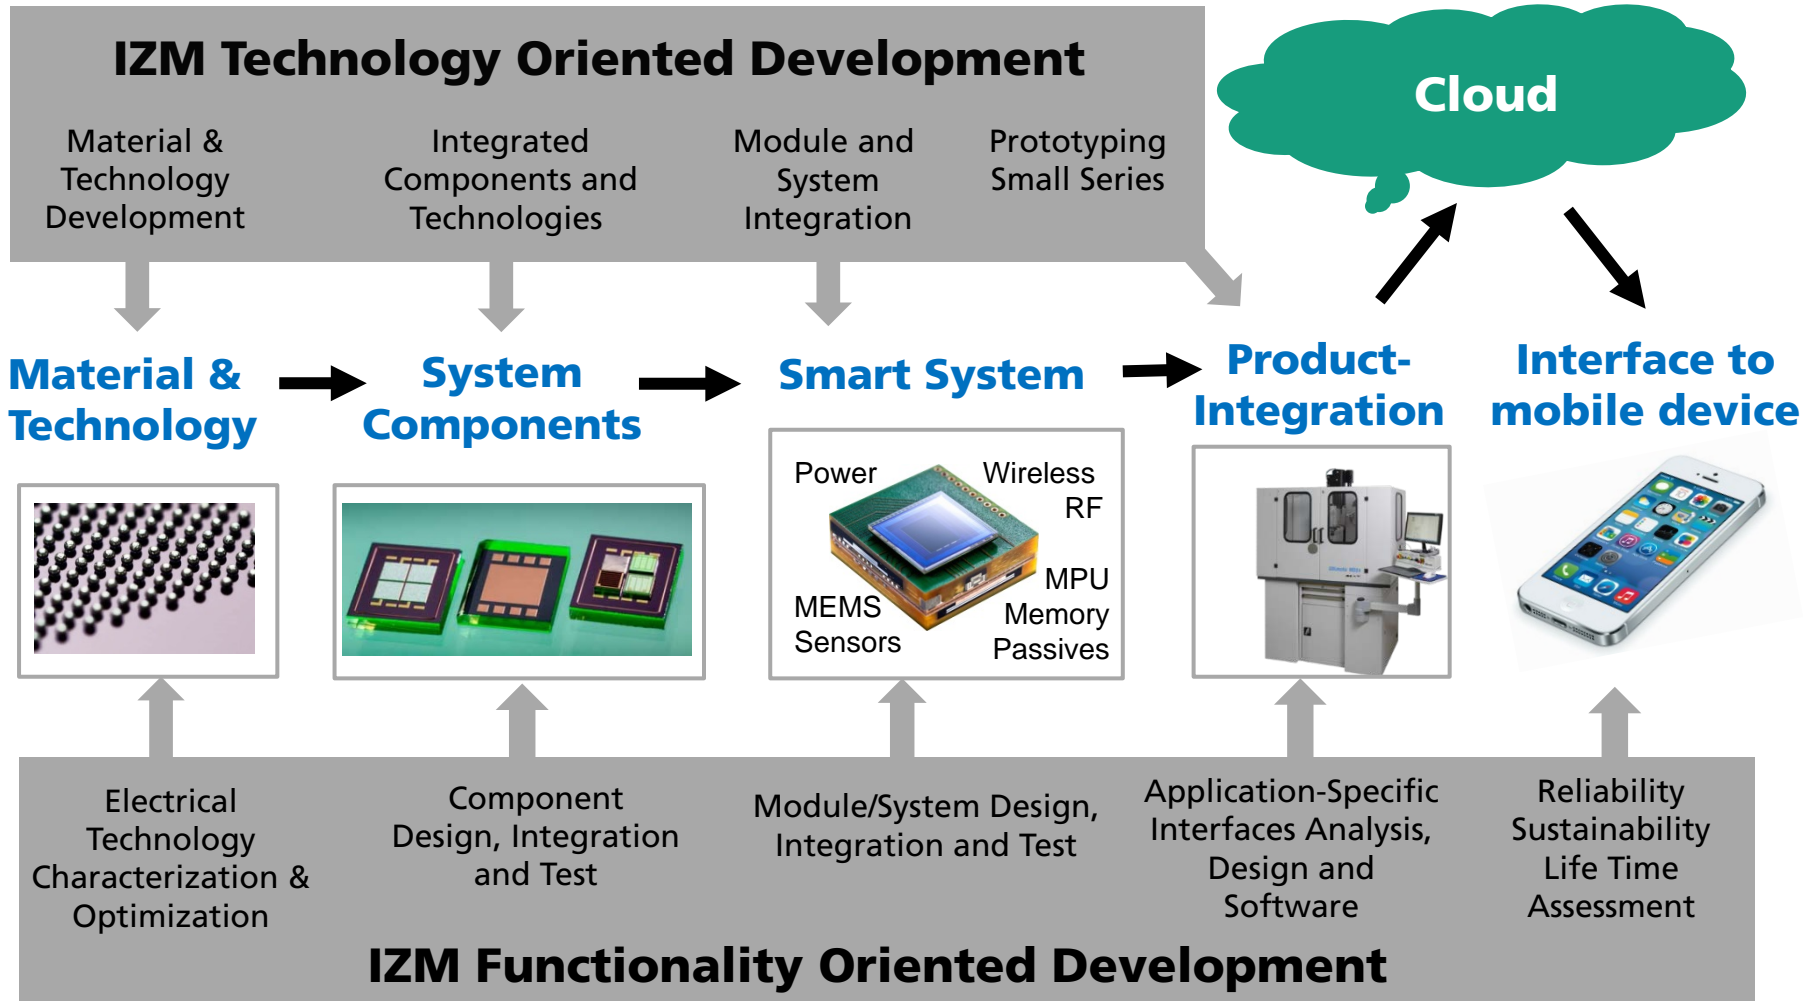 IZM Technology Oriented Development
Material &
Technology
Development
Integrated
Components and
Technologies
Module and
System
Integration
Prototyping
Small Series
Cloud
Material &
Technology
System
Components
Smart System
Product-
Integration
Interface to
mobile device
Power
Wireless
RF
MEMS
Sensors
MPU
Memory
Passives
Electrical
Technology
Characterization &
Optimization
Component
Design, Integration
and Test
Module/System Design,
Integration and Test
Application-Specific
Interfaces Analysis,
Design and
Software
Reliability
Sustainability
Life Time
Assessment
IZM Functionality Oriented Development